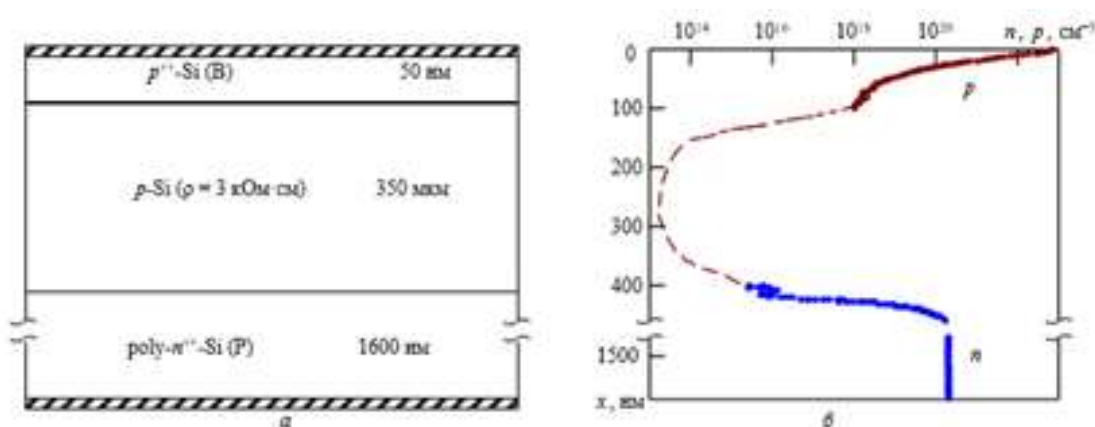 p⁺⁺-Si (B) 50 нм
p-Si (ρ = 3 кОм·см) 350 мкм
poly-n⁺⁺-Si (P) 1600 нм
а
10¹⁴ 10¹⁶ 10¹⁹ 10²⁰ n, p, см⁻³
0
p
100
200
300
400
1500
n
x, нм
б